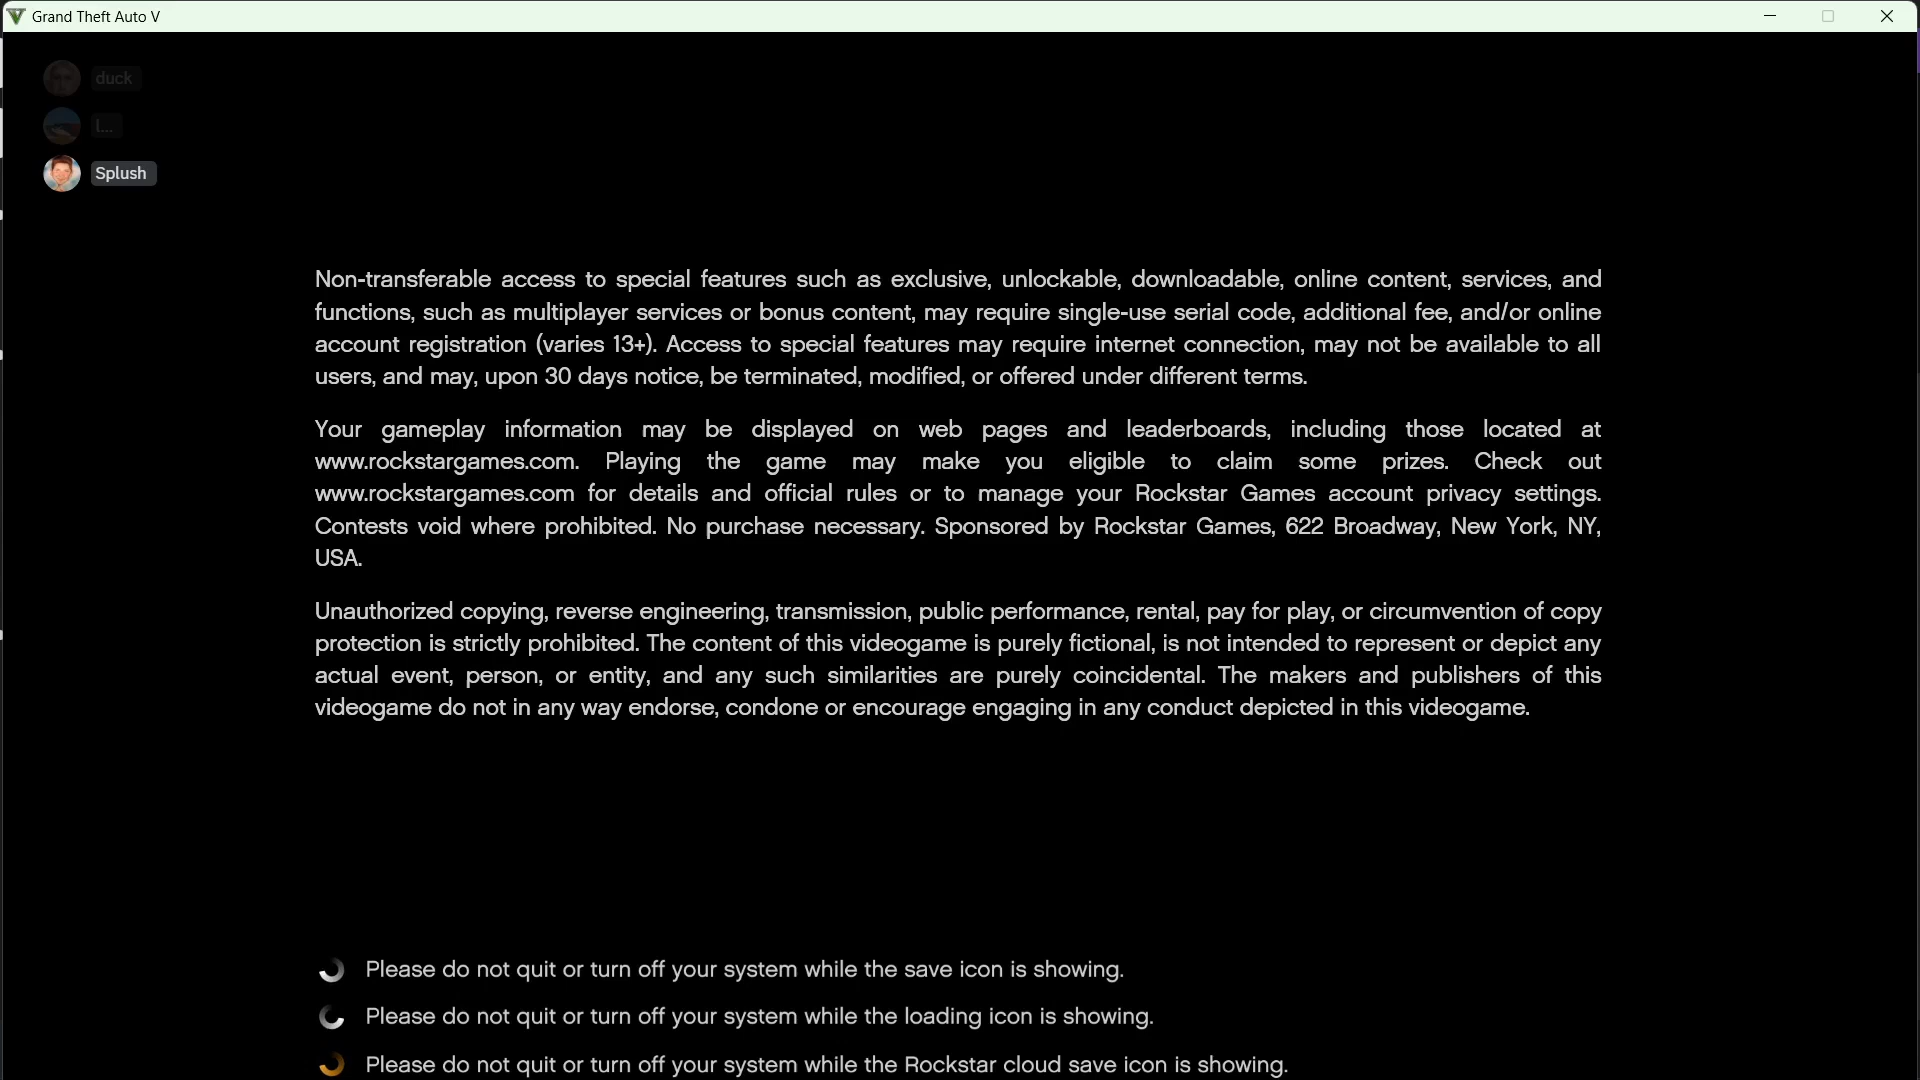 Grand Theft Auto V
duck
l...
Splush
Non-transferable access to special features such as exclusive, unlockable, downloadable, online content, services, and
functions, such as multiplayer services or bonus content, may require single-use serial code, additional fee, and/or online
account registration (varies 13+). Access to special features may require internet connection, may not be available to all
users, and may, upon 30 days notice, be terminated, modified, or offered under different terms.
Your gameplay information may be displayed on web pages and leaderboards, including those located at
www.rockstargames.com. Playing the game may make you eligible to claim some prizes. Check out
www.rockstargames.com for details and official rules or to manage your Rockstar Games account privacy settings.
Contests void where prohibited. No purchase necessary. Sponsored by Rockstar Games, 622 Broadway, New York, NY,
USA.
Unauthorized copying, reverse engineering, transmission, public performance, rental, pay for play, or circumvention of copy
protection is strictly prohibited. The content of this videogame is purely fictional, is not intended to represent or depict any
actual event, person, or entity, and any such similarities are purely coincidental. The makers and publishers of this
videogame do not in any way endorse, condone or encourage engaging in any conduct depicted in this videogame.
Please do not quit or turn off your system while the save icon is showing.
Please do not quit or turn off your system while the loading icon is showing.
Please do not quit or turn off your system while the Rockstar cloud save icon is showing.